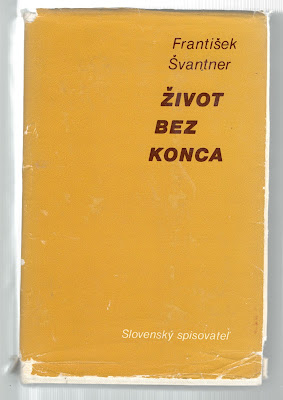 František
Švantner
ŽIVOT
BEZ
KONCA
Slovenský spisovateľ